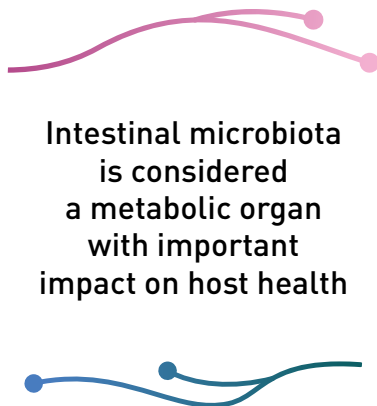 Intestinal microbiota
is considered
a metabolic organ
with important
impact on host health